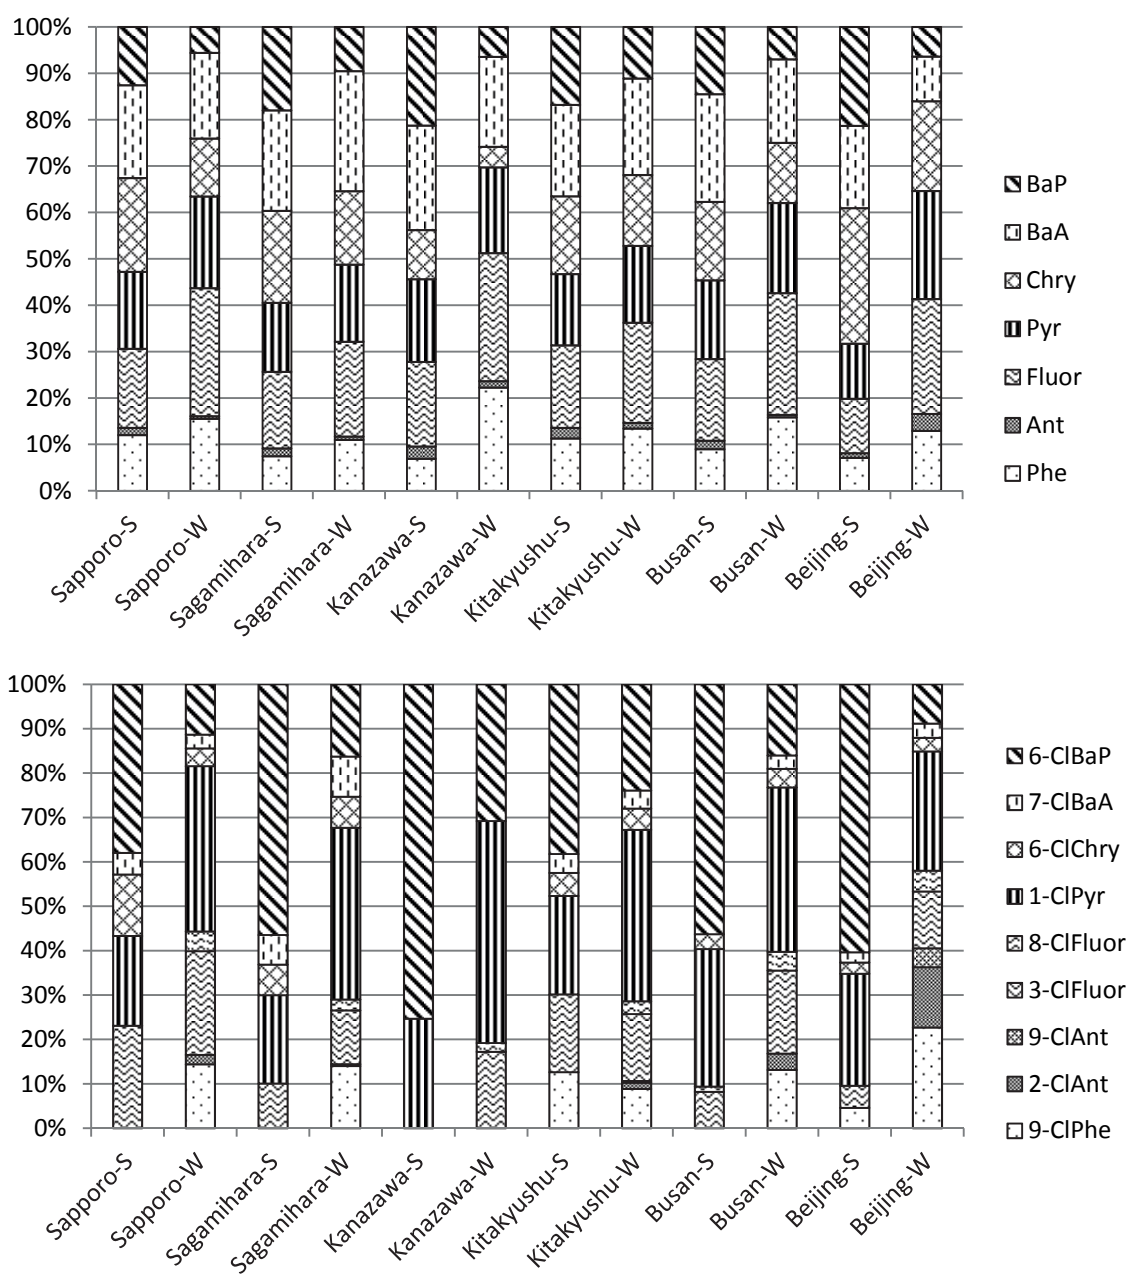 100%
90%
80%
70%
60%
50%
40%
30%
20%
10%
0%
Sapporo-S
Sapporo-W
Sagamihara-S
Sagamihara-W
Kanazawa-S
Kanazawa-W
Kitakyushu-S
Kitakyushu-W
Busan-S
Busan-W
Beijing-S
Beijing-W
BaP
BaA
Chry
Pyr
Fluor
Ant
Phe
100%
90%
80%
70%
60%
50%
40%
30%
20%
10%
0%
Sapporo-S
Sapporo-W
Sagamihara-S
Sagamihara-W
Kanazawa-S
Kanazawa-W
Kitakyushu-S
Kitakyushu-W
Busan-S
Busan-W
Beijing-S
Beijing-W
6-ClBaP
7-ClBaA
6-ClChry
1-ClPyr
8-ClFluor
3-ClFluor
9-ClAnt
2-ClAnt
9-ClPhe